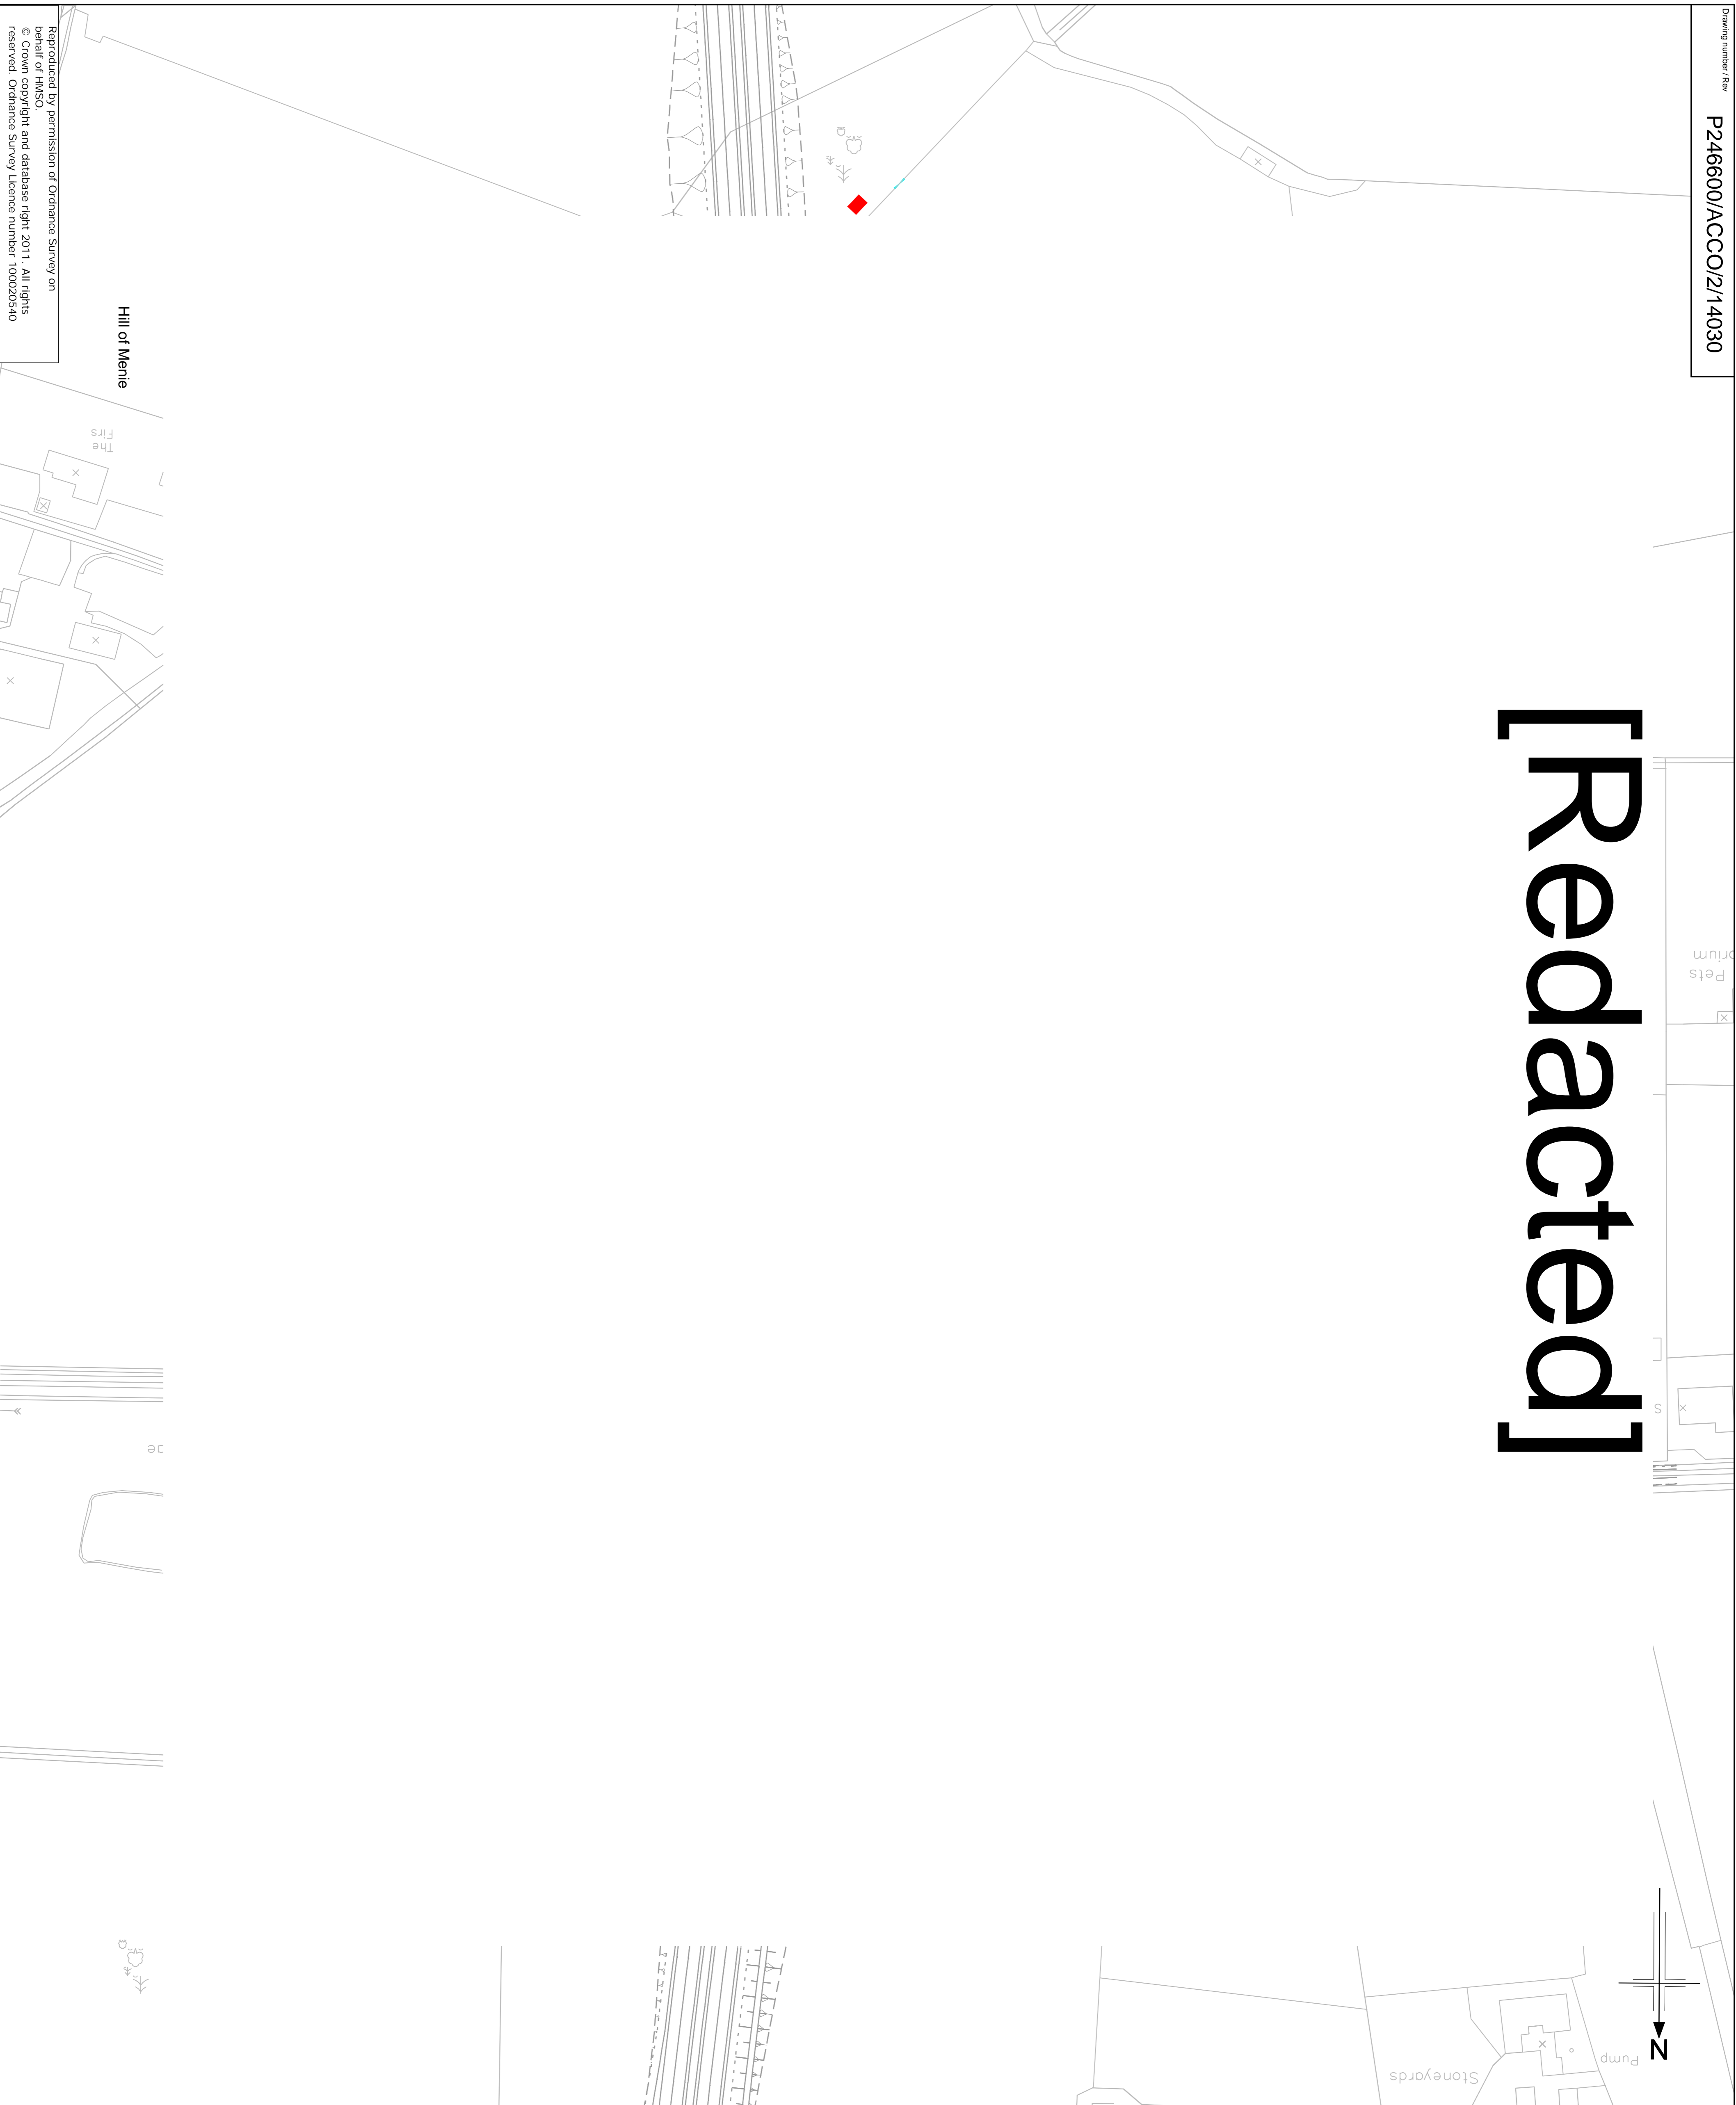 Drawing number / Rev
P246600/ACCO/2/14030
[Redacted]
Pets
S
Hill of Menie
Reproduced by permission of Ordnance Survey on
behalf of HMSO.
© Crown copyright and database right 2011. All rights
reserved. Ordnance Survey Licence number 100020540
The
Firs
N
Pump
Stoneyards